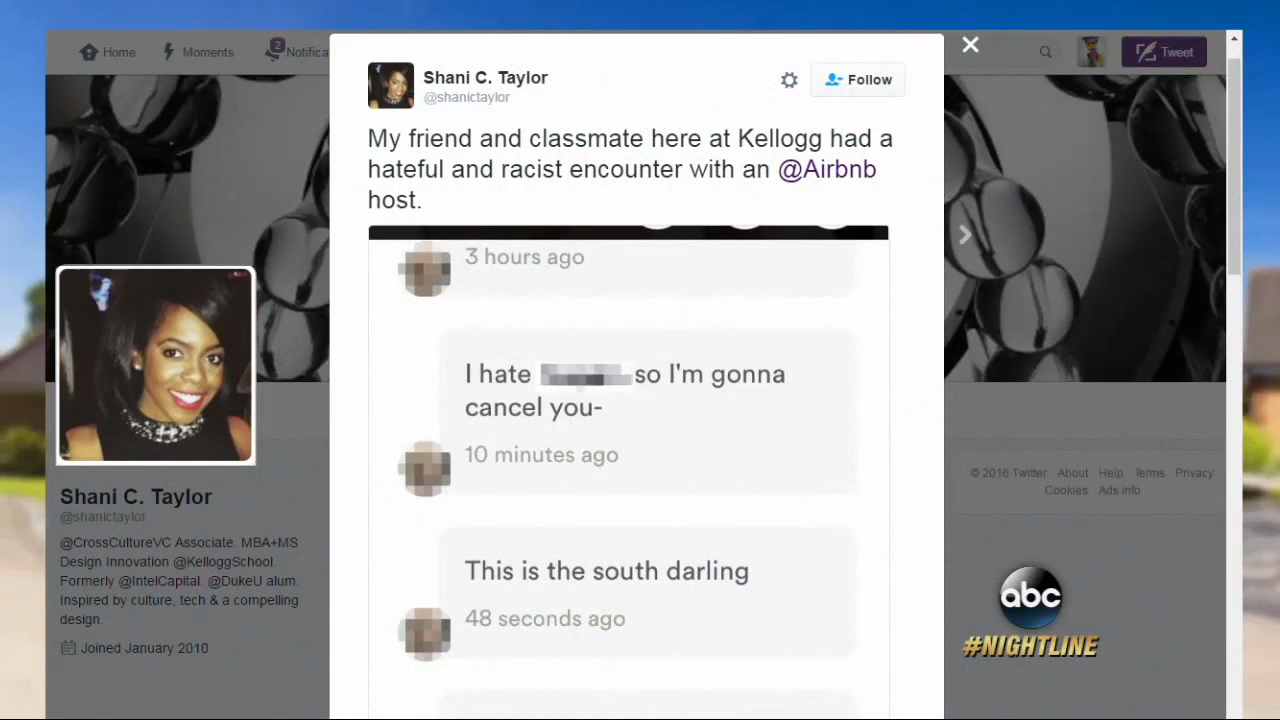 Home
Moments
2
Notifica
Tweet
Shani C. Taylor
@shanictaylor
Follow
My friend and classmate here at Kellogg had a
hateful and racist encounter with an @Airbnb
host.
3 hours ago
I hate so I'm gonna
cancel you-
10 minutes ago
This is the south darling
48 seconds ago
Shani C. Taylor
@shanictaylor
@CrossCultureVC Associate. MBA+MS
Design Innovation @KelloggSchool.
Formerly @IntelCapital. @DukeU alum.
Inspired by culture, tech & a compelling
design.
Joined January 2010
© 2016 Twitter About Help Terms Privacy
Cookies Ads info
abc
#NIGHTLINE